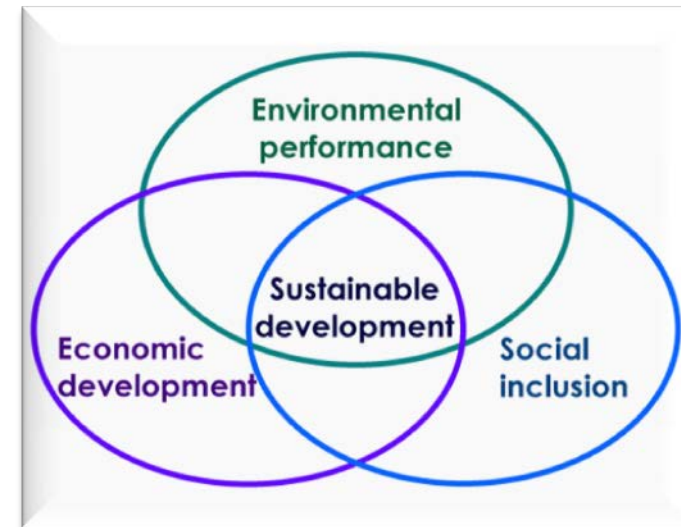 Environmental
performance
Sustainable
development
Economic
development
Social
inclusion